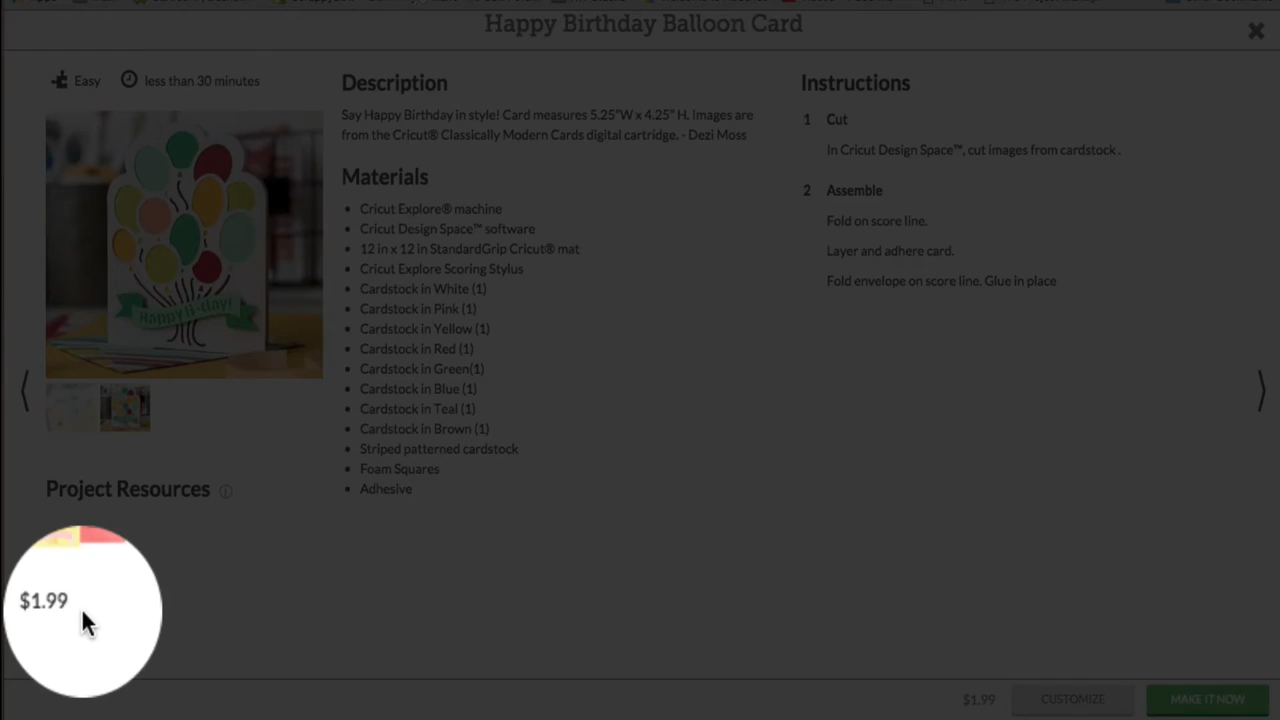 Happy Birthday Balloon Card
Easy
less than 30 minutes
Happy B-day!
Project Resources
$1.99
Description
Say Happy Birthday in style! Card measures 5.25"W x 4.25" H. Images are
from the Cricut® Classically Modern Cards digital cartridge. - Dezi Moss
Materials
• Cricut Explore® machine
• Cricut Design Space™ software
• 12 in x 12 in StandardGrip Cricut® mat
• Cricut Explore Scoring Stylus
• Cardstock in White (1)
• Cardstock in Pink (1)
• Cardstock in Yellow (1)
• Cardstock in Red (1)
• Cardstock in Green(1)
• Cardstock in Blue (1)
• Cardstock in Teal (1)
• Cardstock in Brown (1)
• Striped patterned cardstock
• Foam Squares
• Adhesive
Instructions
1 Cut
In Cricut Design Space™, cut images from cardstock .
2 Assemble
Fold on score line.
Layer and adhere card.
Fold envelope on score line. Glue in place
$1.99
CUSTOMIZE
MAKE IT NOW